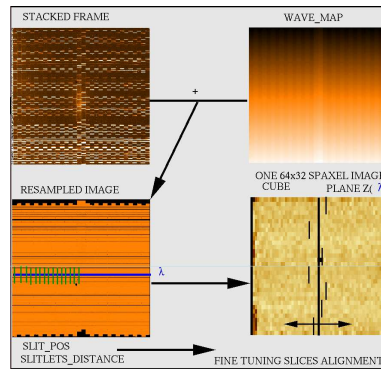 STACKED FRAME
WAVE_MAP
+
RESAMPLED IMAGE
ONE 64x32 SPAXEL IMAGE
CUBE PLANE Z( λ
λ
SLIT_POS
SLITLETS_DISTANCE
FINE TUNING SLICES ALIGNMENT